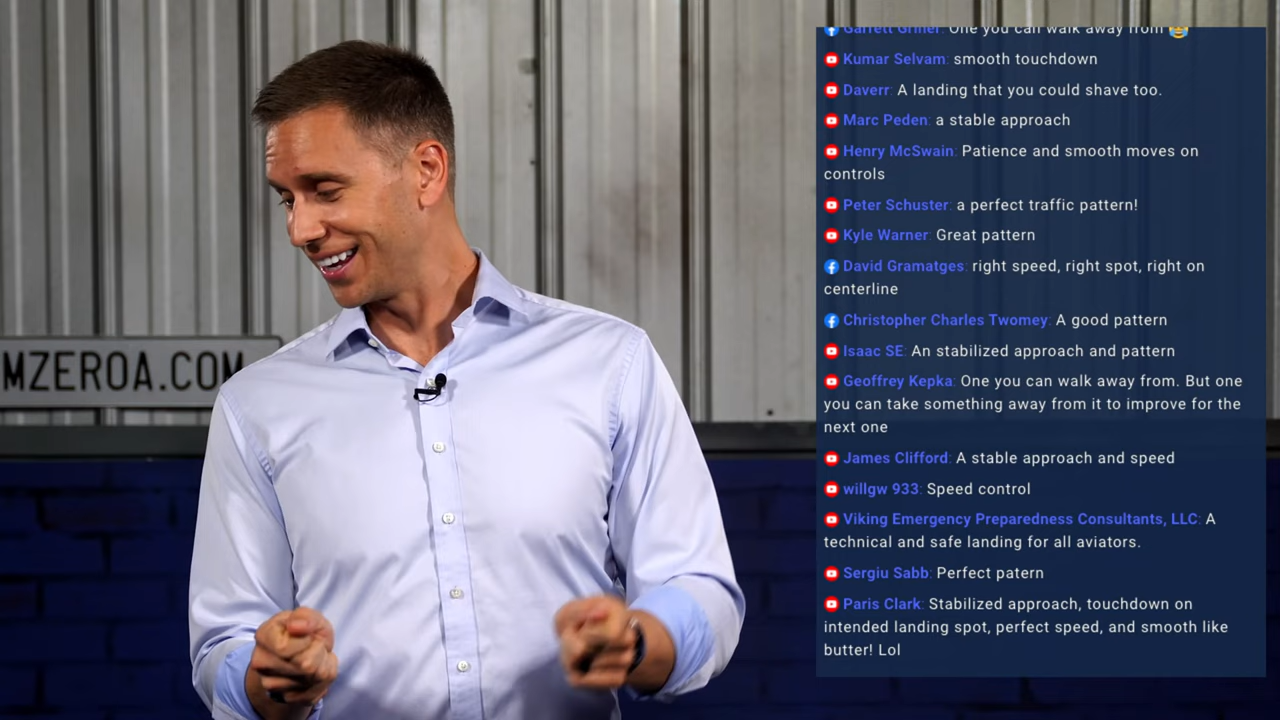 Garrett Griner: One you can walk away from 😂
Kumar Selvam: smooth touchdown
Daverr: A landing that you could shave too.
Marc Peden: a stable approach
Henry McSwain: Patience and smooth moves on
controls
Peter Schuster: a perfect traffic pattern!
Kyle Warner: Great pattern
David Gramatges: right speed, right spot, right on
centerline
Christopher Charles Twomey: A good pattern
Isaac SE: An stabilized approach and pattern
Geoffrey Kepka: One you can walk away from. But one
you can take something away from it to improve for the
next one
James Clifford: A stable approach and speed
willgw 933: Speed control
Viking Emergency Preparedness Consultants, LLC: A
technical and safe landing for all aviators.
Sergiu Sabb: Perfect patern
Paris Clark: Stabilized approach, touchdown on
intended landing spot, perfect speed, and smooth like
butter! Lol
MZEROA.COM